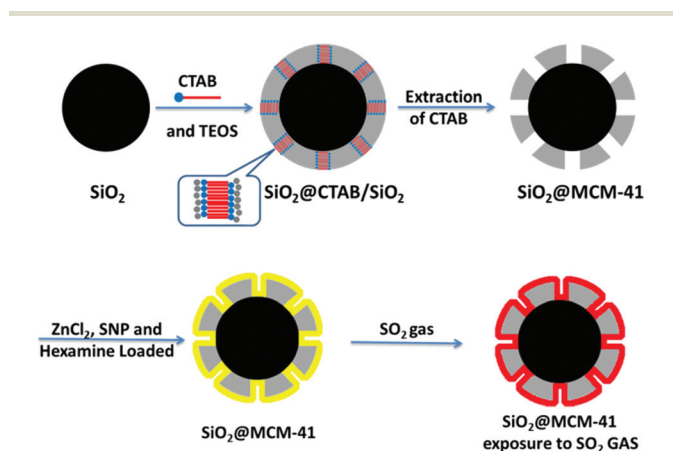 CTAB
and TEOS
Extraction
of CTAB
SiO₂
SiO₂@CTAB/SiO₂
SiO₂@MCM-41
ZnCl₂, SNP and
Hexamine Loaded
SO₂ gas
SiO₂@MCM-41
SiO₂@MCM-41
exposure to SO₂ GAS